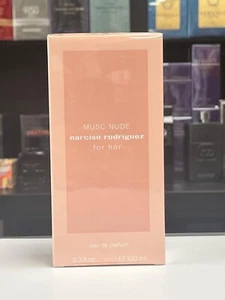 MUSC NUDE
narciso rodriguez
for her
eau de parfum